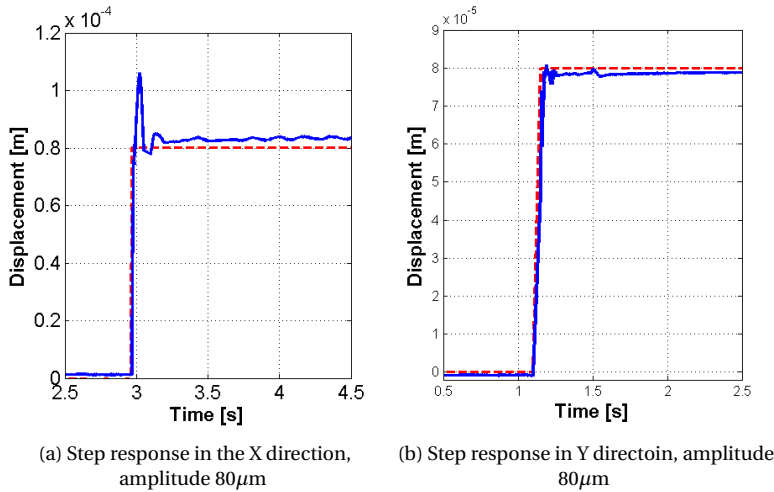 x 10⁻⁴
1.2
1
0.8
0.6
0.4
0.2
0
2.5 3 3.5 4 4.5
Displacement [m]
Time [s]
(a) Step response in the X direction,
amplitude 80μm
x 10⁻⁵
9
8
7
6
5
4
3
2
1
0
0.5 1 1.5 2 2.5
Displacement [m]
Time [s]
(b) Step response in Y directoin, amplitude
80μm